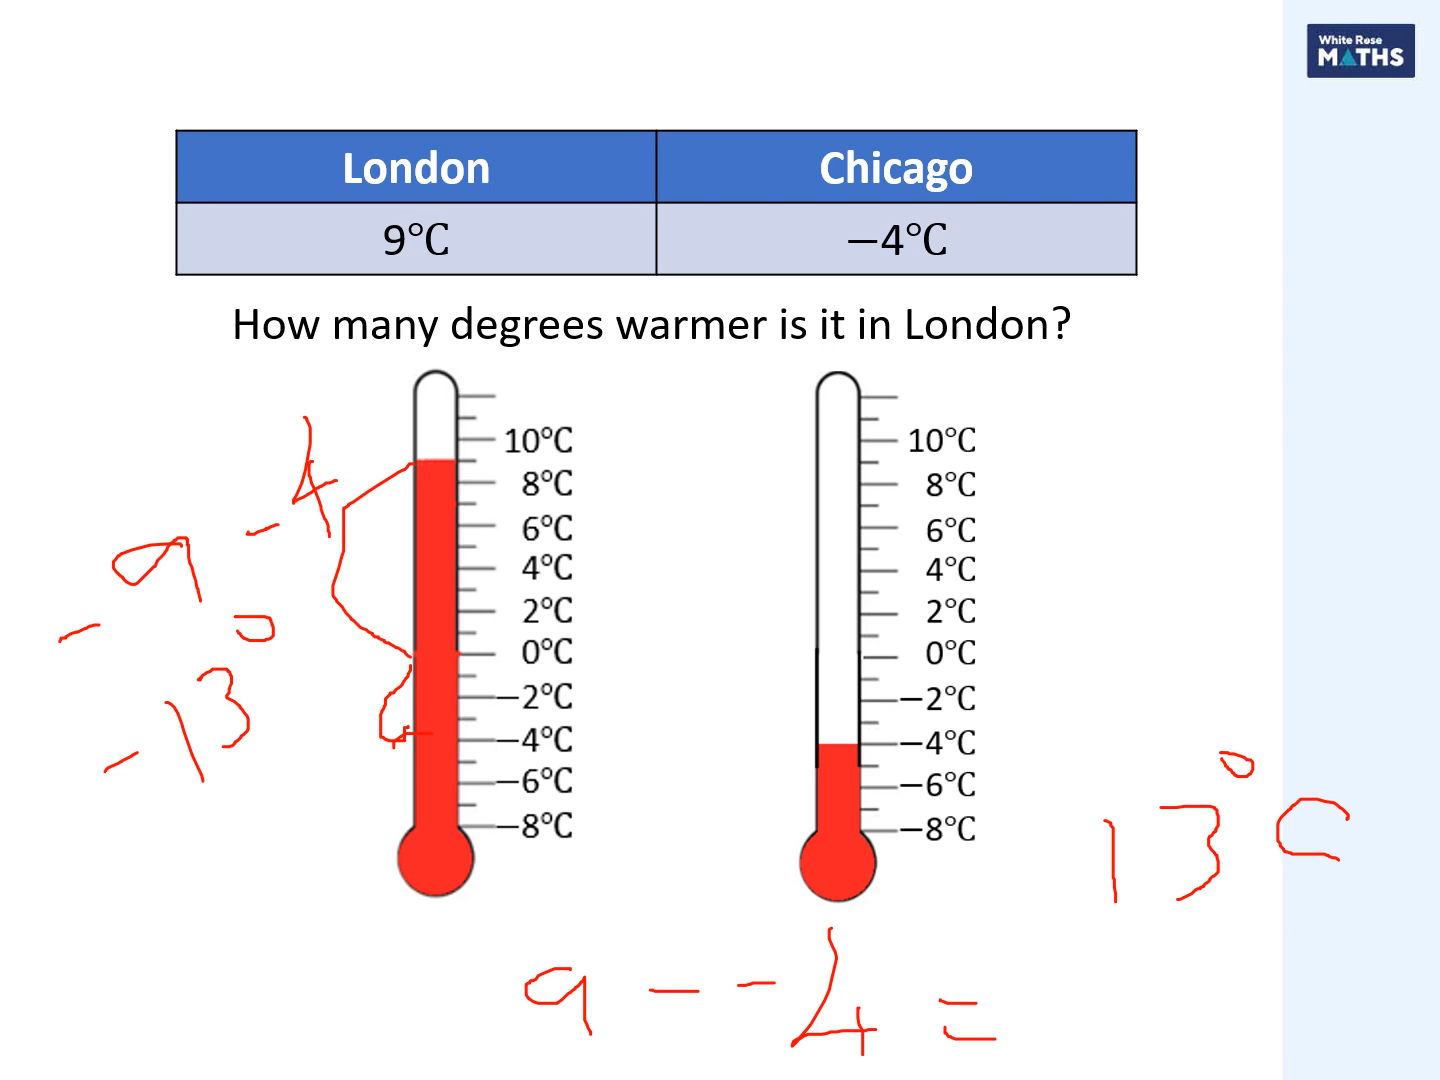 White Rose
MATHS
London Chicago
9°C −4°C
How many degrees warmer is it in London?
10°C 10°C
8°C 8°C
6°C 6°C
4°C 4°C
2°C 2°C
0°C 0°C
−2°C −2°C
−4°C −4°C
−6°C −6°C
−8°C −8°C
-4
-9
0
-13
4
13°C
9 - -4 =